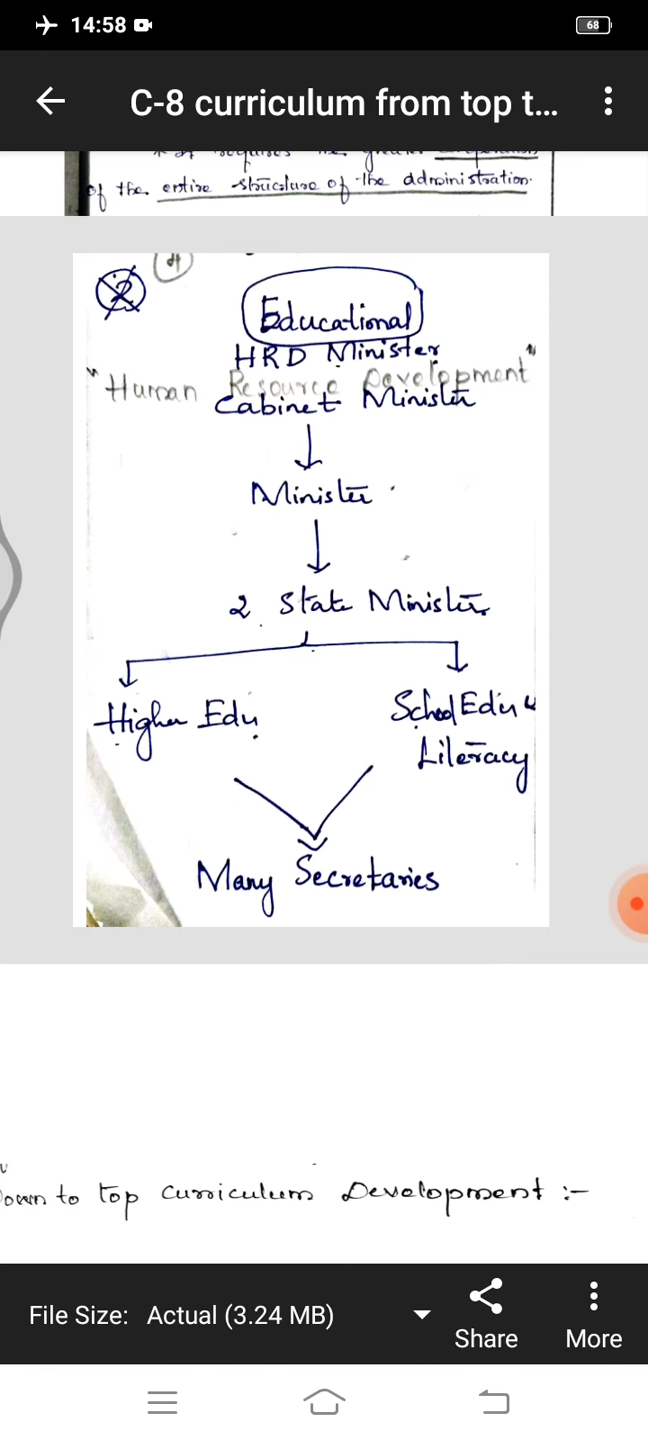 14:58
68
C-8 curriculum from top t...
of the entire structure of the administration.
2
Educational
HRD Minister
"Human Resource Development"
Cabinet Minister
Minister
2 State Minister
Higher Edu
School Edu &
Literacy
Many Secretaries
to top curriculum Development :-
File Size: Actual (3.24 MB)
Share
More